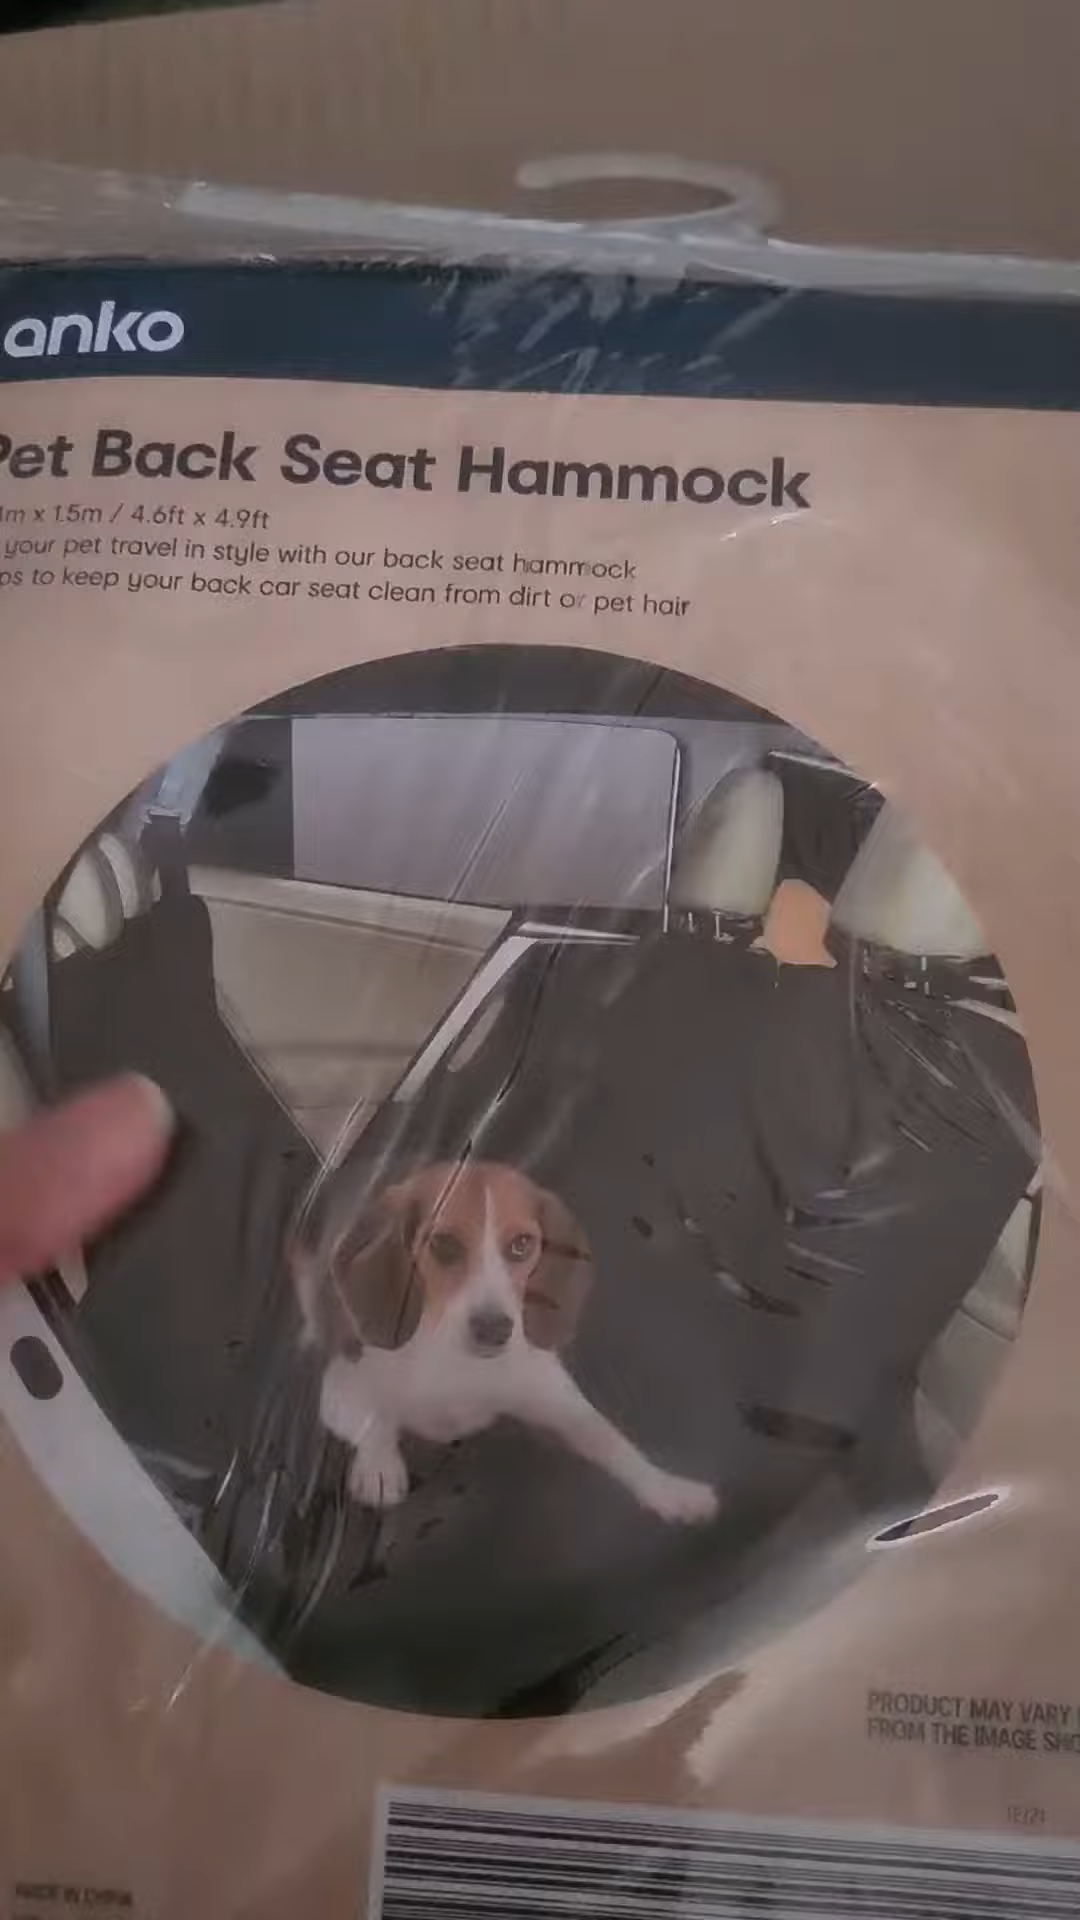 anko
Pet Back Seat Hammock
1m x 1.5m / 4.6ft x 4.9ft
your pet travel in style with our back seat hammock
ps to keep your back car seat clean from dirt or pet hair
PRODUCT MAY VARY
FROM THE IMAGE SHO
MADE IN CHINA